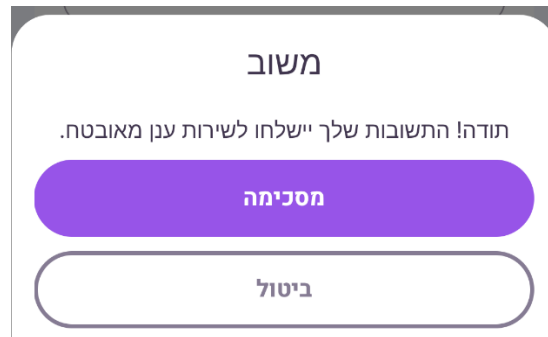 משוב
תודה! התשובות שלך יישלחו לשירות ענן מאובטח.
מסכימה
ביטול